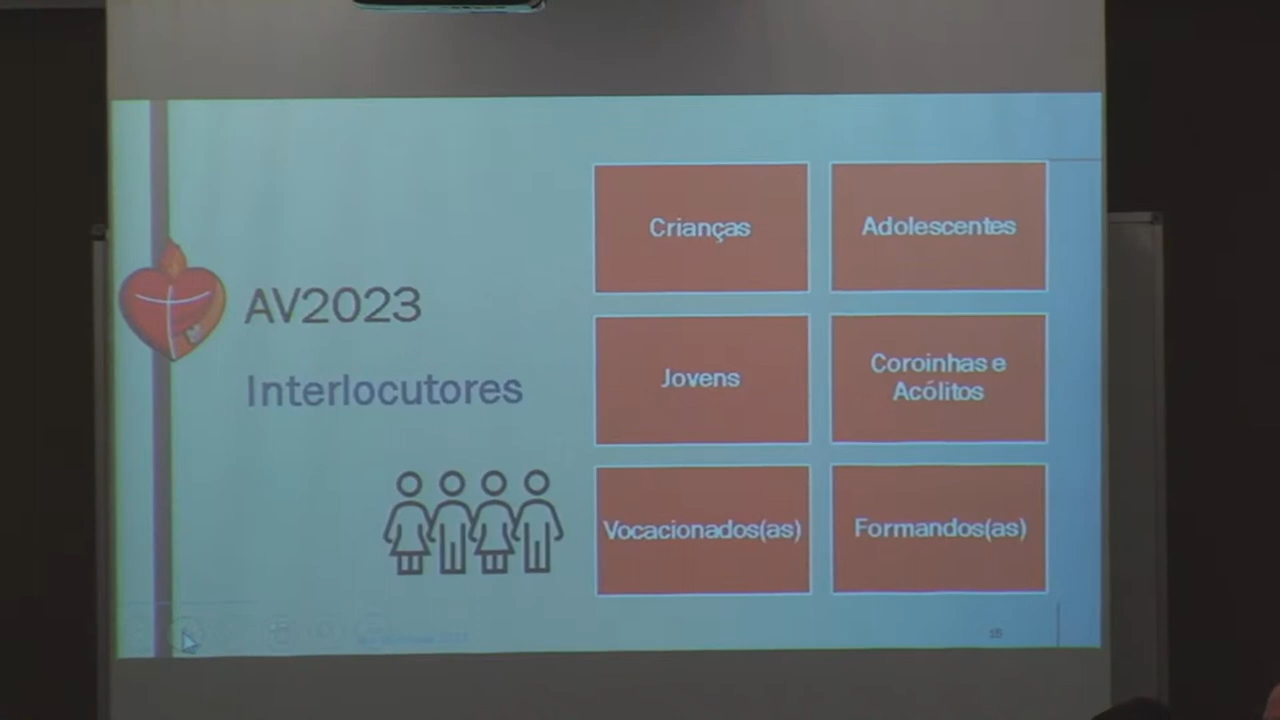 AV2023
Interlocutores
Crianças
Adolescentes
Jovens
Coroinhas e
Acólitos
Vocacionados(as)
Formandos(as)